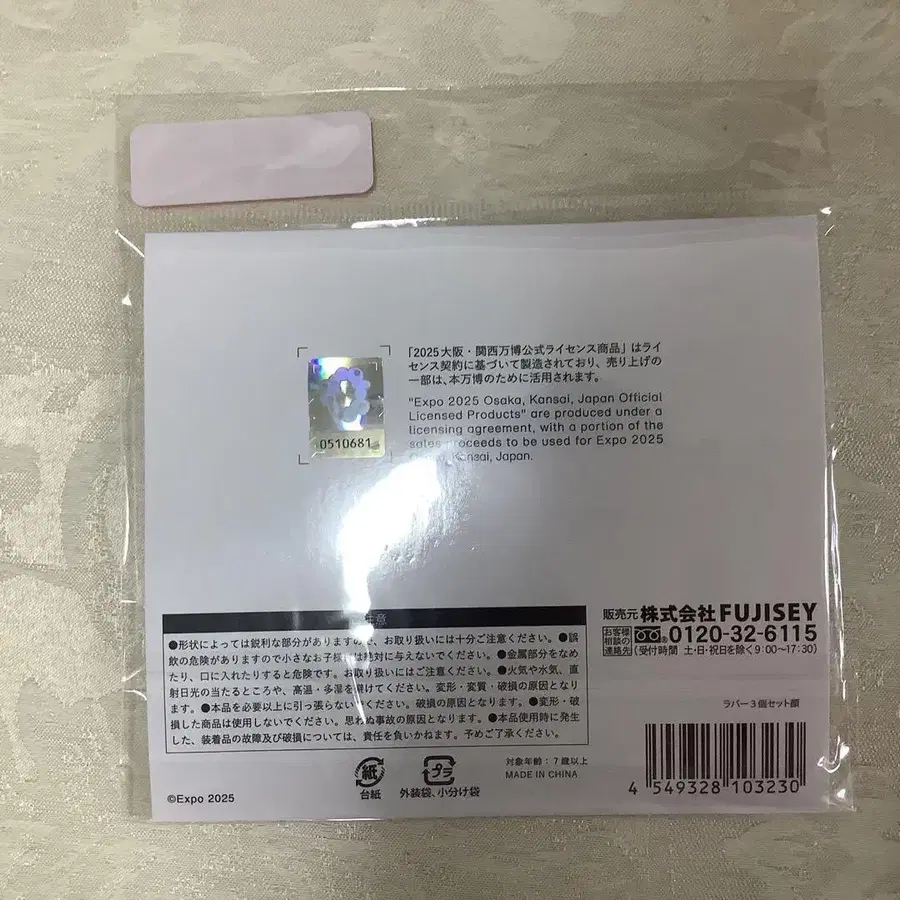 「2025大阪・関西万博公式ライセンス商品」はライ
センス契約に基づいて製造されており、売り上げの
一部は、本万博のために活用されます。
"Expo 2025 Osaka, Kansai, Japan Official
Licensed Products" are produced under a
licensing agreement, with a portion of the
sales proceeds to be used for Expo 2025
Kansai, Japan.
0510681
意
●形状によっては鋭利な部分がありますので、お取り扱いには十分ご注意ください。●誤
飲の危険がありますので小さなお子様には絶対に与えないでください。●金属部分をなめ
たり、口に入れたりすると危険です。お取り扱いにはご注意ください。●火気や水気、直
射日光の当たるところや、高温・多湿を避けてください。変形・変質・破損の原因となり
ます。●本品を必要以上に引っ張らないでください。破損の原因となります。●変形・破
損した商品は使用しないでください。思わぬ事故の原因となります。●本品使用時に発生
した、装着品の故障及び破損については、責任を負いかねます。予めご了承ください。
販売元 株式会社FUJISEY
お客様相談の連絡先 0120-32-6115
(受付時間 土・日・祝日を除く9:00〜17:30)
ラバー3個セット顔
紙
台紙
プラ
外装袋、小分け袋
対象年齢:7歳以上
MADE IN CHINA
4 549328 103230
©Expo 2025